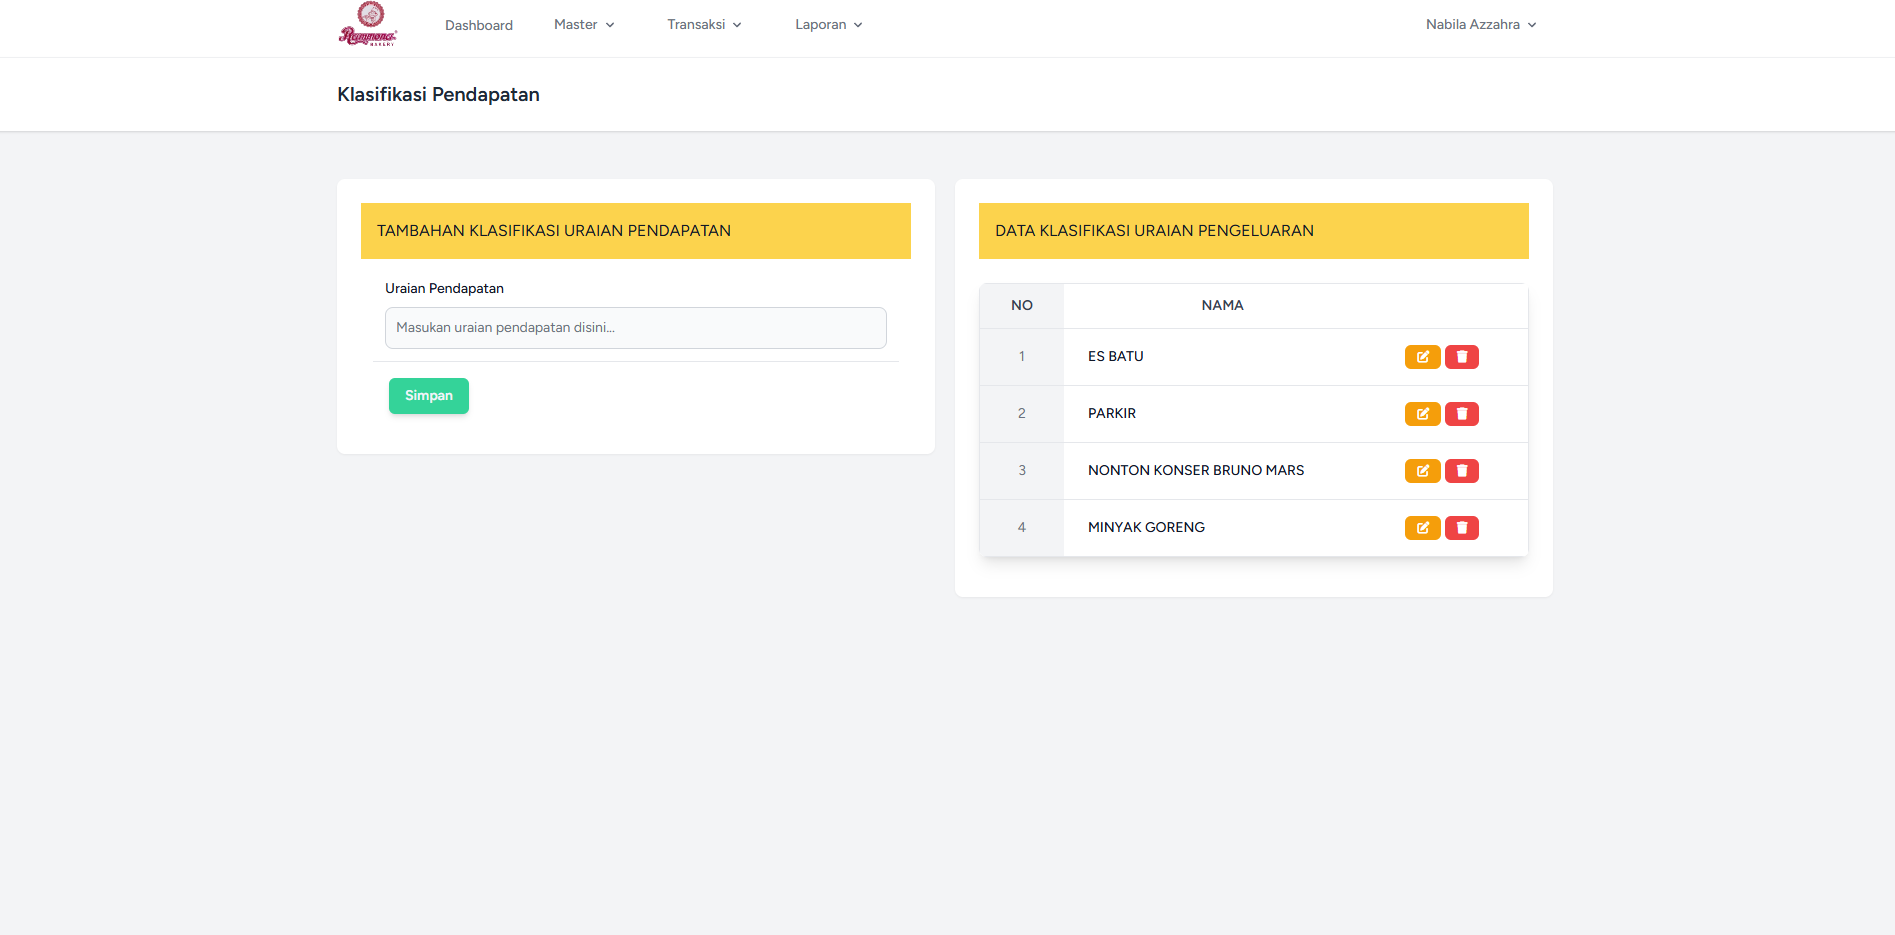 Rammona®
BAKERY
Dashboard
Master
Transaksi
Laporan
Nabila Azzahra
Klasifikasi Pendapatan
TAMBAHAN KLASIFIKASI URAIAN PENDAPATAN
Uraian Pendapatan
Masukan uraian pendapatan disini...
Simpan
DATA KLASIFIKASI URAIAN PENGELUARAN
NO NAMA
1 ES BATU
2 PARKIR
3 NONTON KONSER BRUNO MARS
4 MINYAK GORENG